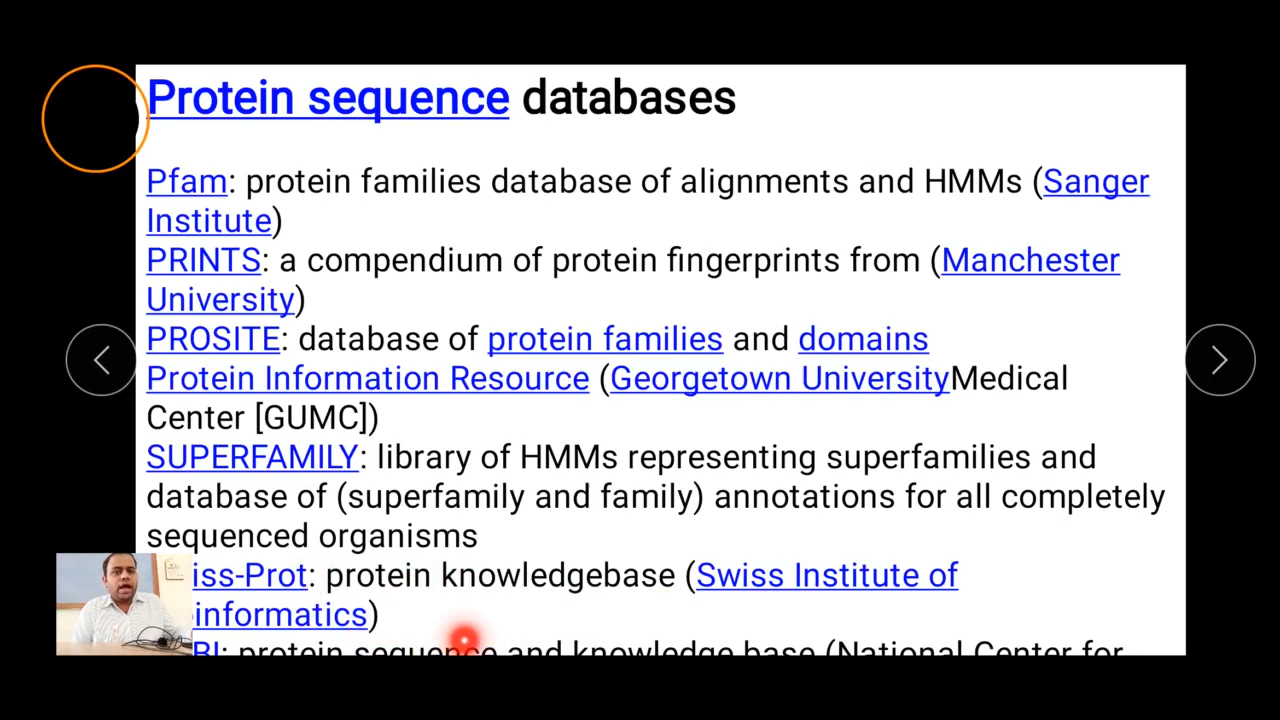 Protein sequence databases
Pfam: protein families database of alignments and HMMs (Sanger
Institute)
PRINTS: a compendium of protein fingerprints from (Manchester
University)
PROSITE: database of protein families and domains
Protein Information Resource (Georgetown UniversityMedical
Center [GUMC])
SUPERFAMILY: library of HMMs representing superfamilies and
database of (superfamily and family) annotations for all completely
sequenced organisms
iss-Prot: protein knowledgebase (Swiss Institute of
informatics)
BI: protein sequence and knowledge base (National Center for